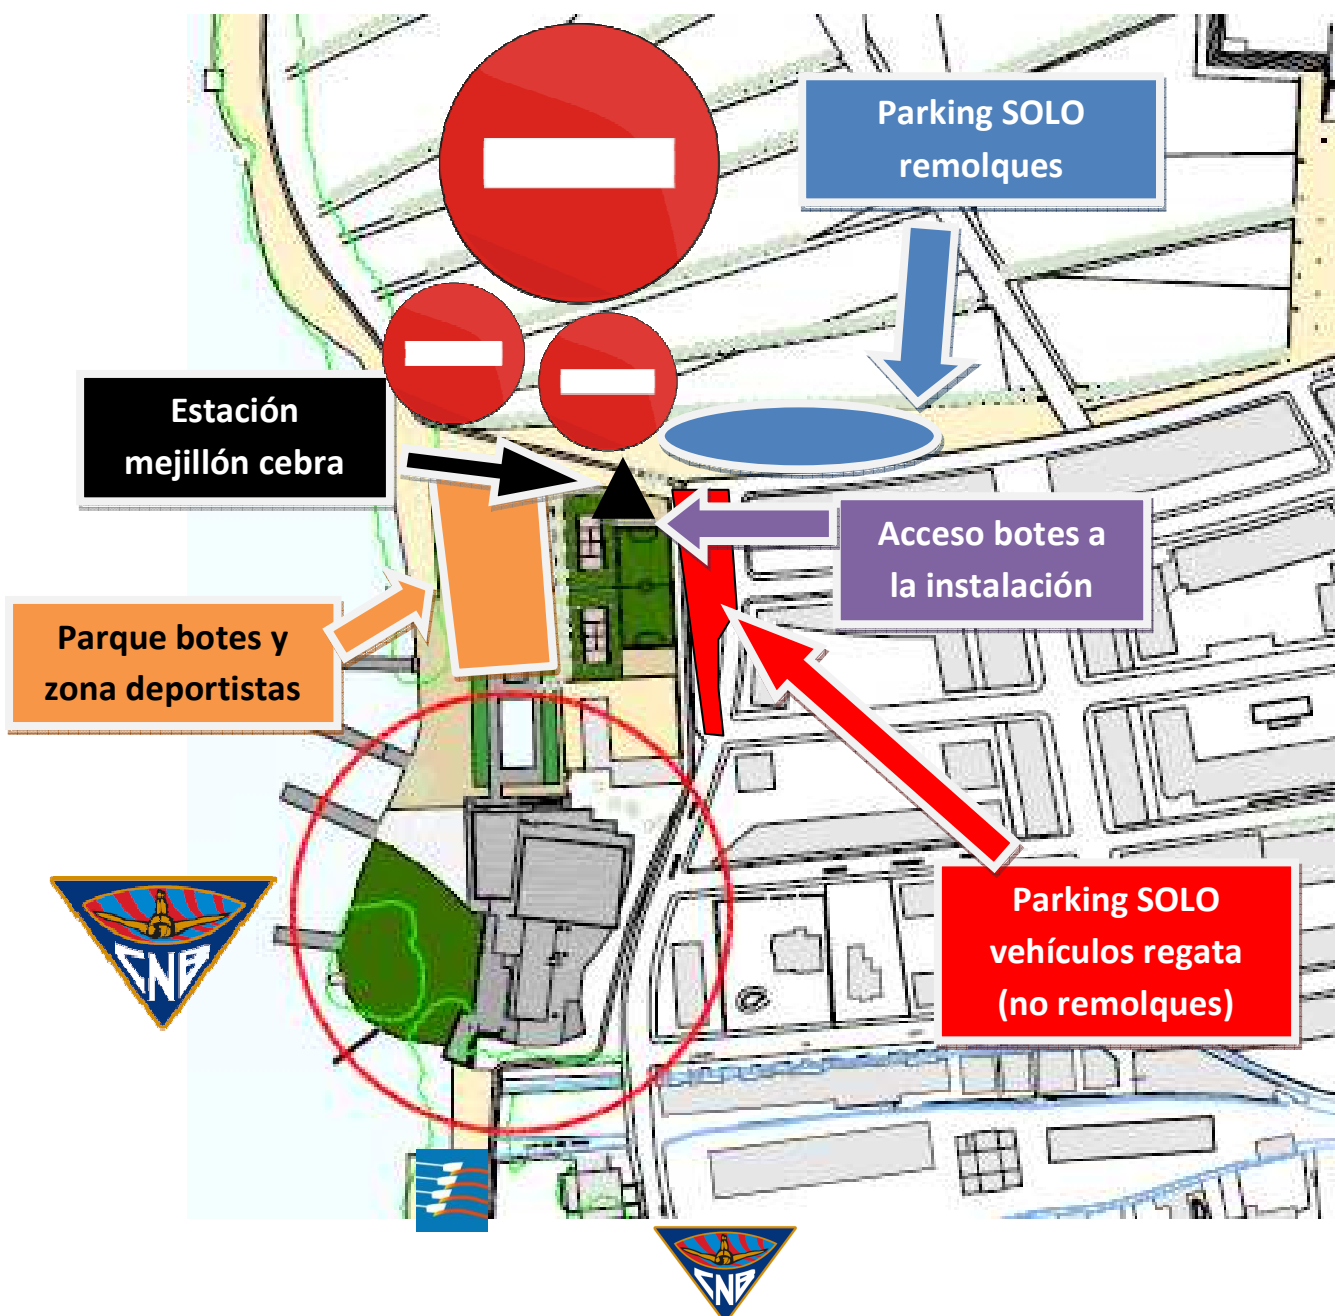 Parking SOLO
remolques
Estación
mejillón cebra
Acceso botes a
la instalación
Parque botes y
zona deportistas
Parking SOLO
vehículos regata
(no remolques)
CNB
CNB